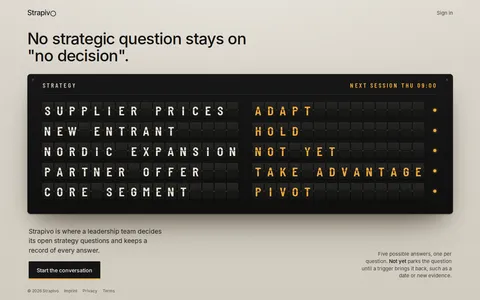 Strapivo
Sign in
No strategic question stays on
"no decision".
STRATEGY
NEXT SESSION THU 09:00
SUPPLIER PRICES ADAPT
NEW ENTRANT HOLD
NORDIC EXPANSION NOT YET
PARTNER OFFER TAKE ADVANTAGE
CORE SEGMENT PIVOT
Strapivo is where a leadership team decides
its open strategy questions and keeps a
record of every answer.
Five possible answers, one per
question. Not yet parks the question
until a trigger brings it back, such as a
date or new evidence.
Start the conversation
© 2026 Strapivo Imprint Privacy Terms